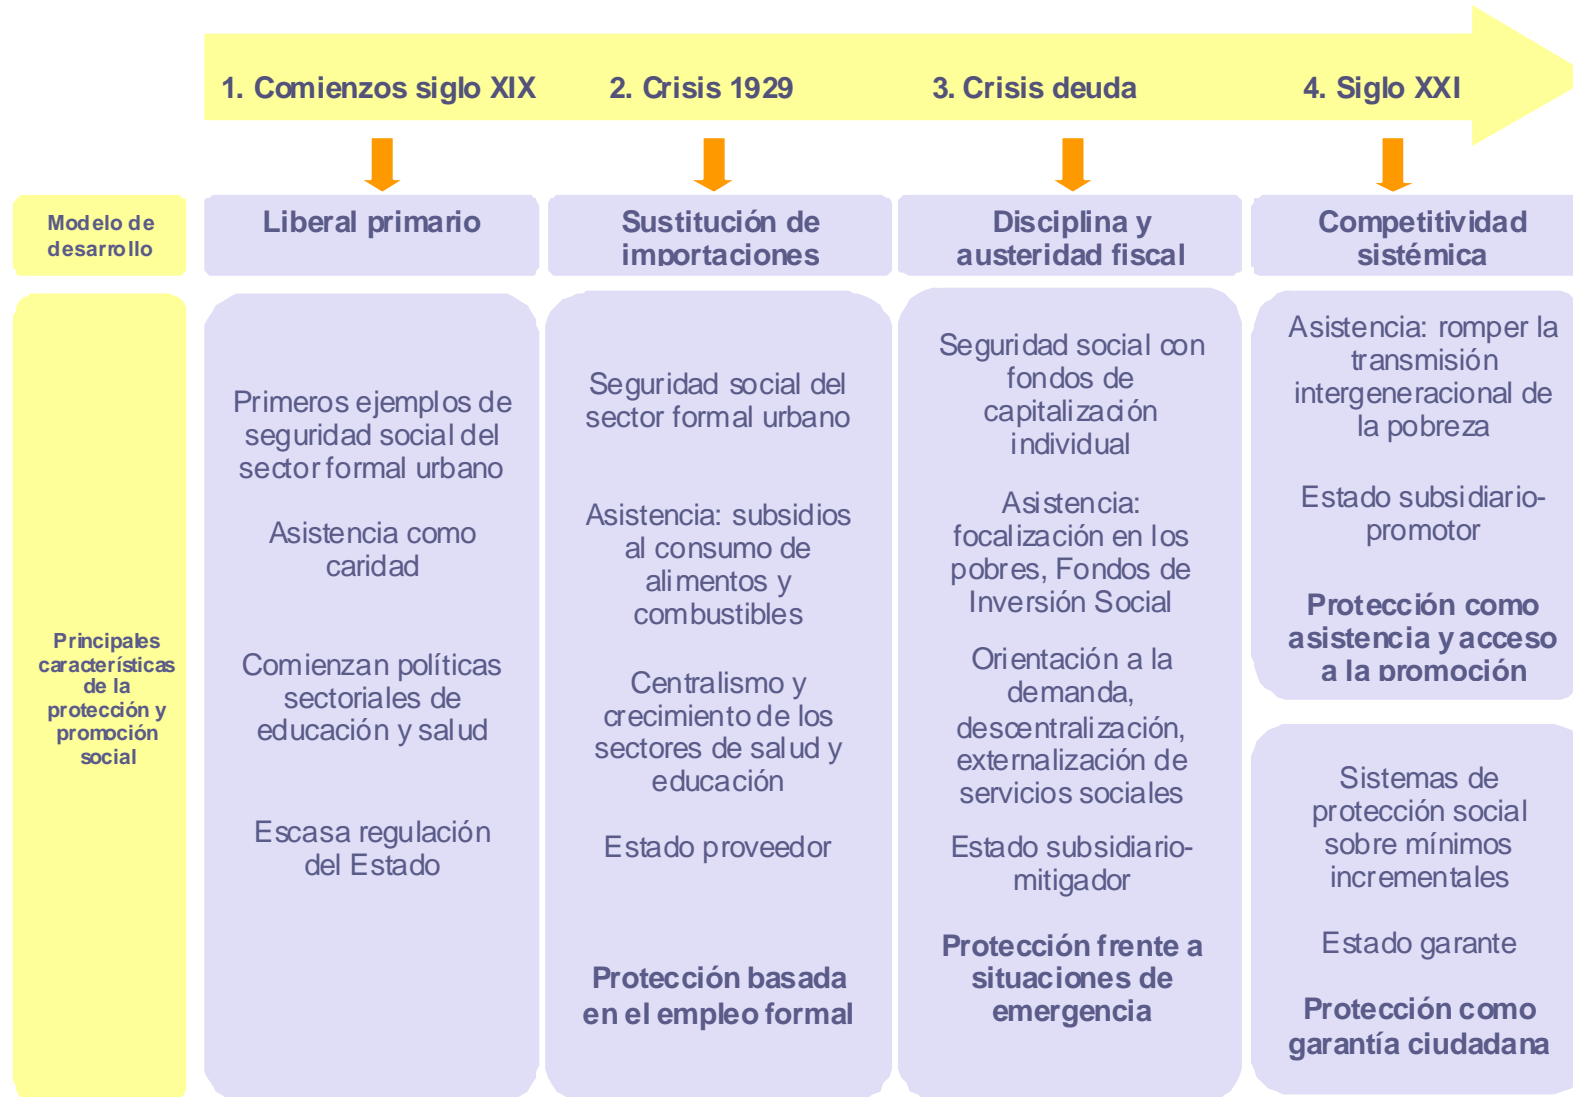 1. Comienzos siglo XIX
2. Crisis 1929
3. Crisis deuda
4. Siglo XXI
Modelo de
desarrollo
Liberal primario
Sustitución de
importaciones
Disciplina y
austeridad fiscal
Competitividad
sistémica
Principales
características
de la
protección y
promoción
social
Primeros ejemplos de
seguridad social del
sector formal urbano
Asistencia como
caridad
Comienzan políticas
sectoriales de
educación y salud
Escasa regulación
del Estado
Seguridad social del
sector formal urbano
Asistencia: subsidios
al consumo de
alimentos y
combustibles
Centralismo y
crecimiento de los
sectores de salud y
educación
Estado proveedor
Protección basada
en el empleo formal
Seguridad social con
fondos de
capitalización
individual
Asistencia:
focalización en los
pobres, Fondos de
Inversión Social
Orientación a la
demanda,
descentralización,
externalización de
servicios sociales
Estado subsidiario-
mitigador
Protección frente a
situaciones de
emergencia
Asistencia: romper la
transmisión
intergeneracional de
la pobreza
Estado subsidiario-
promotor
Protección como
asistencia y acceso
a la promoción
Sistemas de
protección social
sobre mínimos
incrementales
Estado garante
Protección como
garantía ciudadana